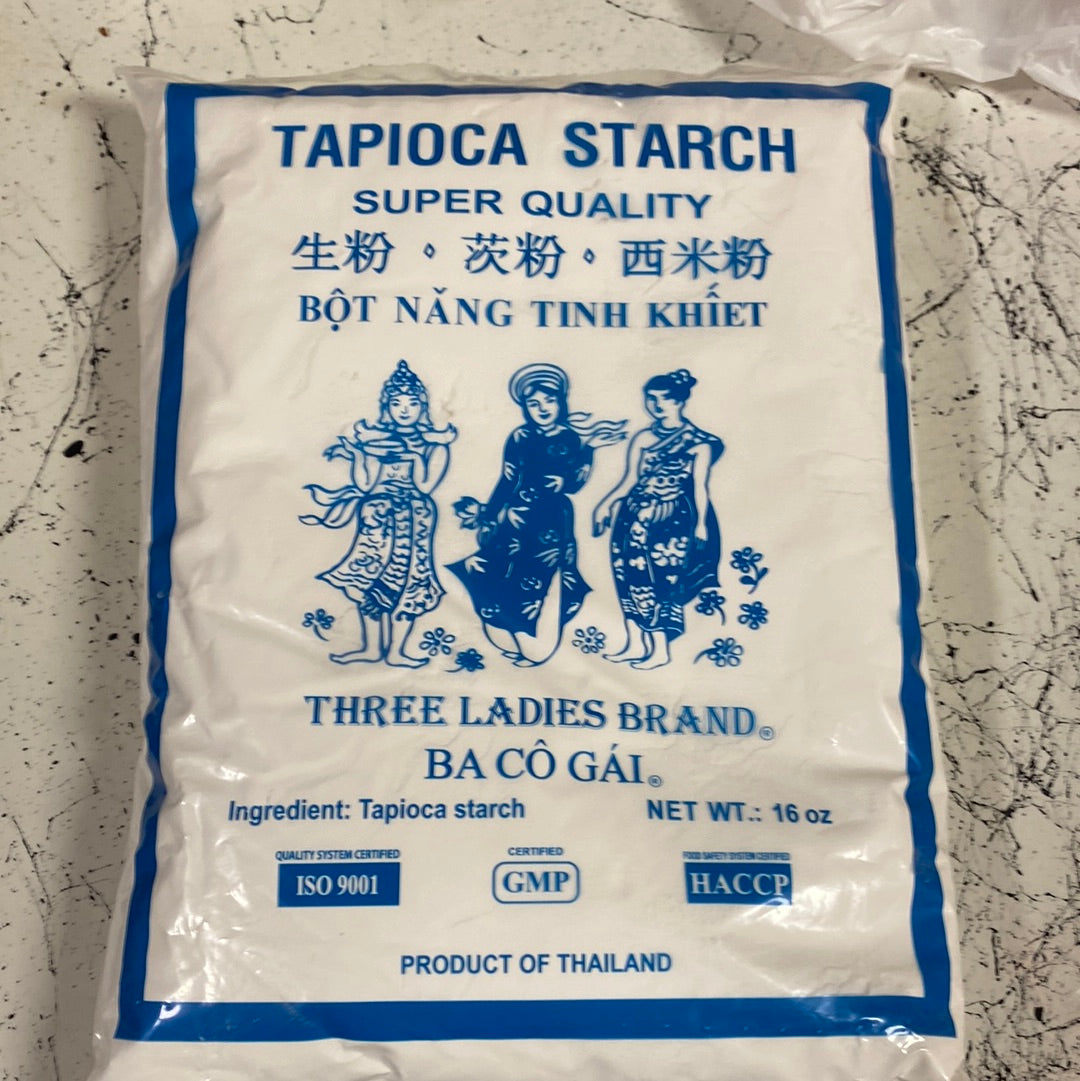 TAPIOCA STARCH
SUPER QUALITY
生粉 ◦ 茨粉 ◦ 西米粉
BỘT NĂNG TINH KHIẾT
THREE LADIES BRAND®
BA CÔ GÁI®
Ingredient: Tapioca starch NET WT.: 16 oz
QUALITY SYSTEM CERTIFIED
ISO 9001
CERTIFIED
GMP
FOOD SAFETY SYSTEM CERTIFIED
HACCP
PRODUCT OF THAILAND